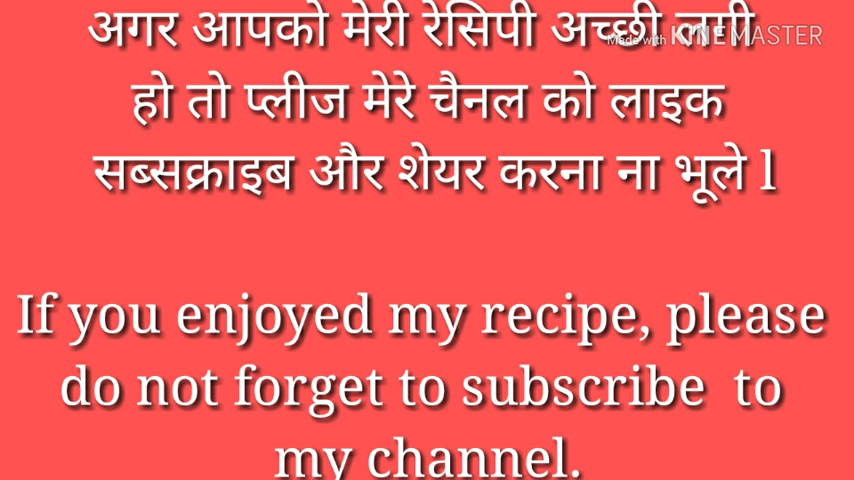 अगर आपको मेरी रेसिपी अच्छी लगी
Made with KINEMASTER
हो तो प्लीज मेरे चैनल को लाइक
सब्सक्राइब और शेयर करना ना भूले l
If you enjoyed my recipe, please
do not forget to subscribe to
my channel.